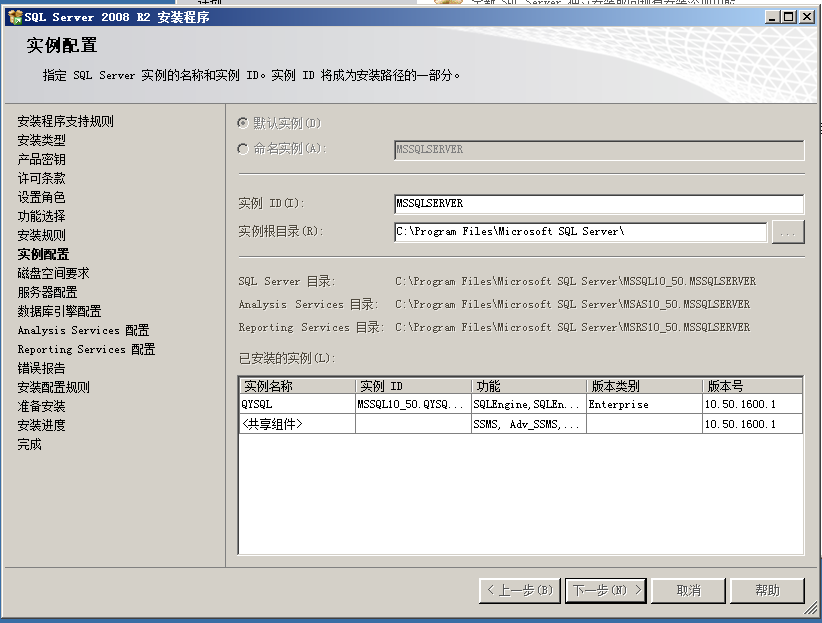 SQL Server 2008 R2 安装程序
实例配置
指定 SQL Server 实例的名称和实例 ID。实例 ID 将成为安装路径的一部分。
安装程序支持规则
安装类型
产品密钥
许可条款
设置角色
功能选择
安装规则
实例配置
磁盘空间要求
服务器配置
数据库引擎配置
Analysis Services 配置
Reporting Services 配置
错误报告
安装配置规则
准备安装
安装进度
完成
默认实例(D)
命名实例(A): MSSQLSERVER
实例 ID(I): MSSQLSERVER
实例根目录(R): C:\Program Files\Microsoft SQL Server\ ...
SQL Server 目录: C:\Program Files\Microsoft SQL Server\MSSQL10_50.MSSQLSERVER
Analysis Services 目录: C:\Program Files\Microsoft SQL Server\MSAS10_50.MSSQLSERVER
Reporting Services 目录: C:\Program Files\Microsoft SQL Server\MSRS10_50.MSSQLSERVER
已安装的实例(L):
实例名称 实例 ID 功能 版本类别 版本号
QYSQL MSSQL10_50.QYSQ... SQLEngine,SQLEn... Enterprise 10.50.1600.1
<共享组件> SSMS, Adv_SSMS,... 10.50.1600.1
< 上一步(B) 下一步(N) > 取消 帮助